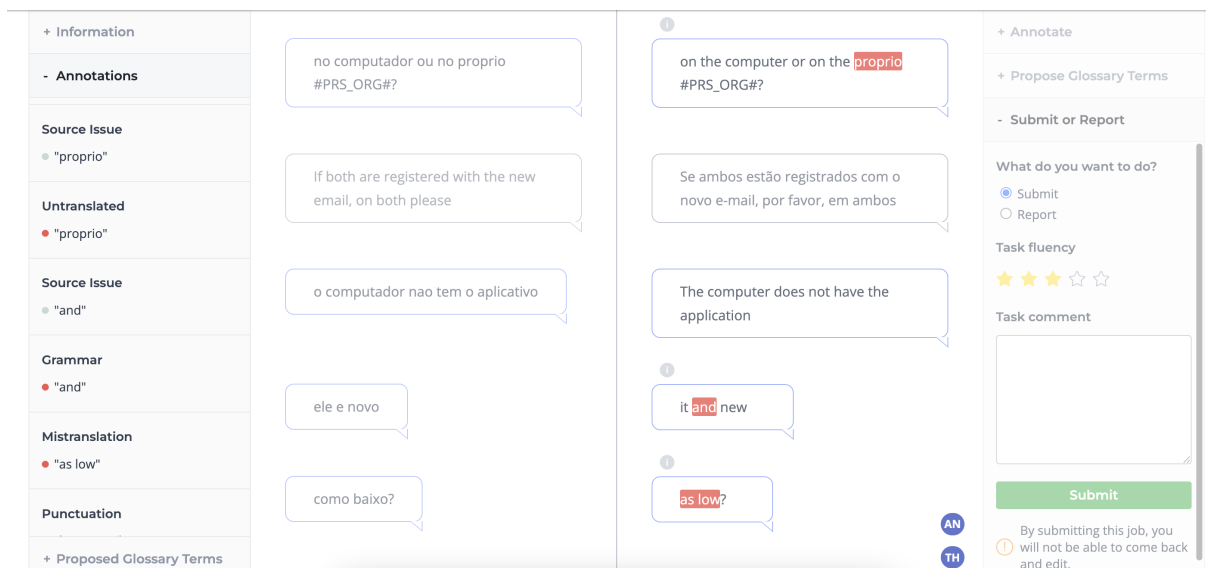 + Information
- Annotations
Source Issue
"proprio"
Untranslated
"proprio"
Source Issue
"and"
Grammar
"and"
Mistranslation
"as low"
Punctuation
+ Proposed Glossary Terms
no computador ou no proprio
#PRS_ORG#?
If both are registered with the new
email, on both please
o computador nao tem o aplicativo
ele e novo
como baixo?
on the computer or on the proprio
#PRS_ORG#?
Se ambos estão registrados com o
novo e-mail, por favor, em ambos
The computer does not have the
application
it and new
as low?
AN
TH
+ Annotate
+ Propose Glossary Terms
- Submit or Report
What do you want to do?
Submit
Report
Task fluency
Task comment
Submit
By submitting this job, you
will not be able to come back
and edit.